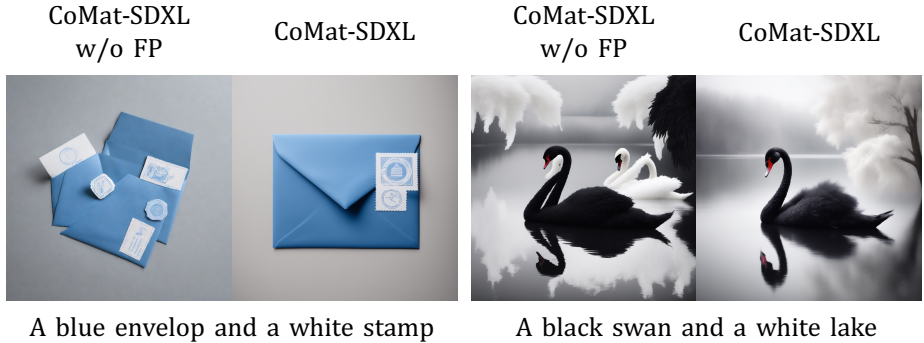 CoMat-SDXL
w/o FP
CoMat-SDXL
CoMat-SDXL
w/o FP
CoMat-SDXL
A blue envelop and a white stamp
A black swan and a white lake